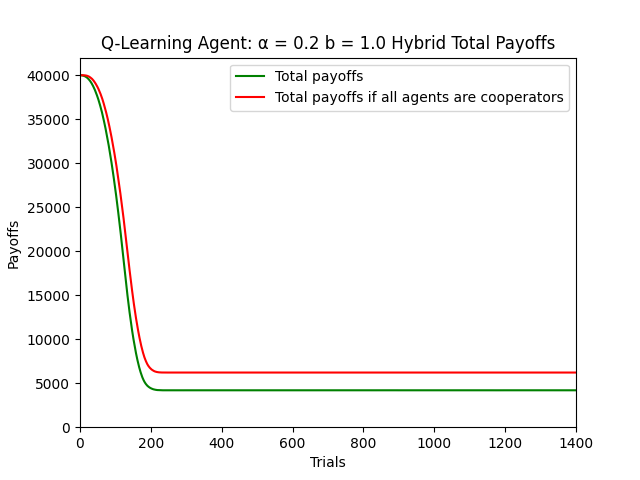 Q-Learning Agent: α = 0.2 b = 1.0 Hybrid Total Payoffs
Total payoffs
Total payoffs if all agents are cooperators
Payoffs
40000
35000
30000
25000
20000
15000
10000
5000
0
0 200 400 600 800 1000 1200 1400
Trials